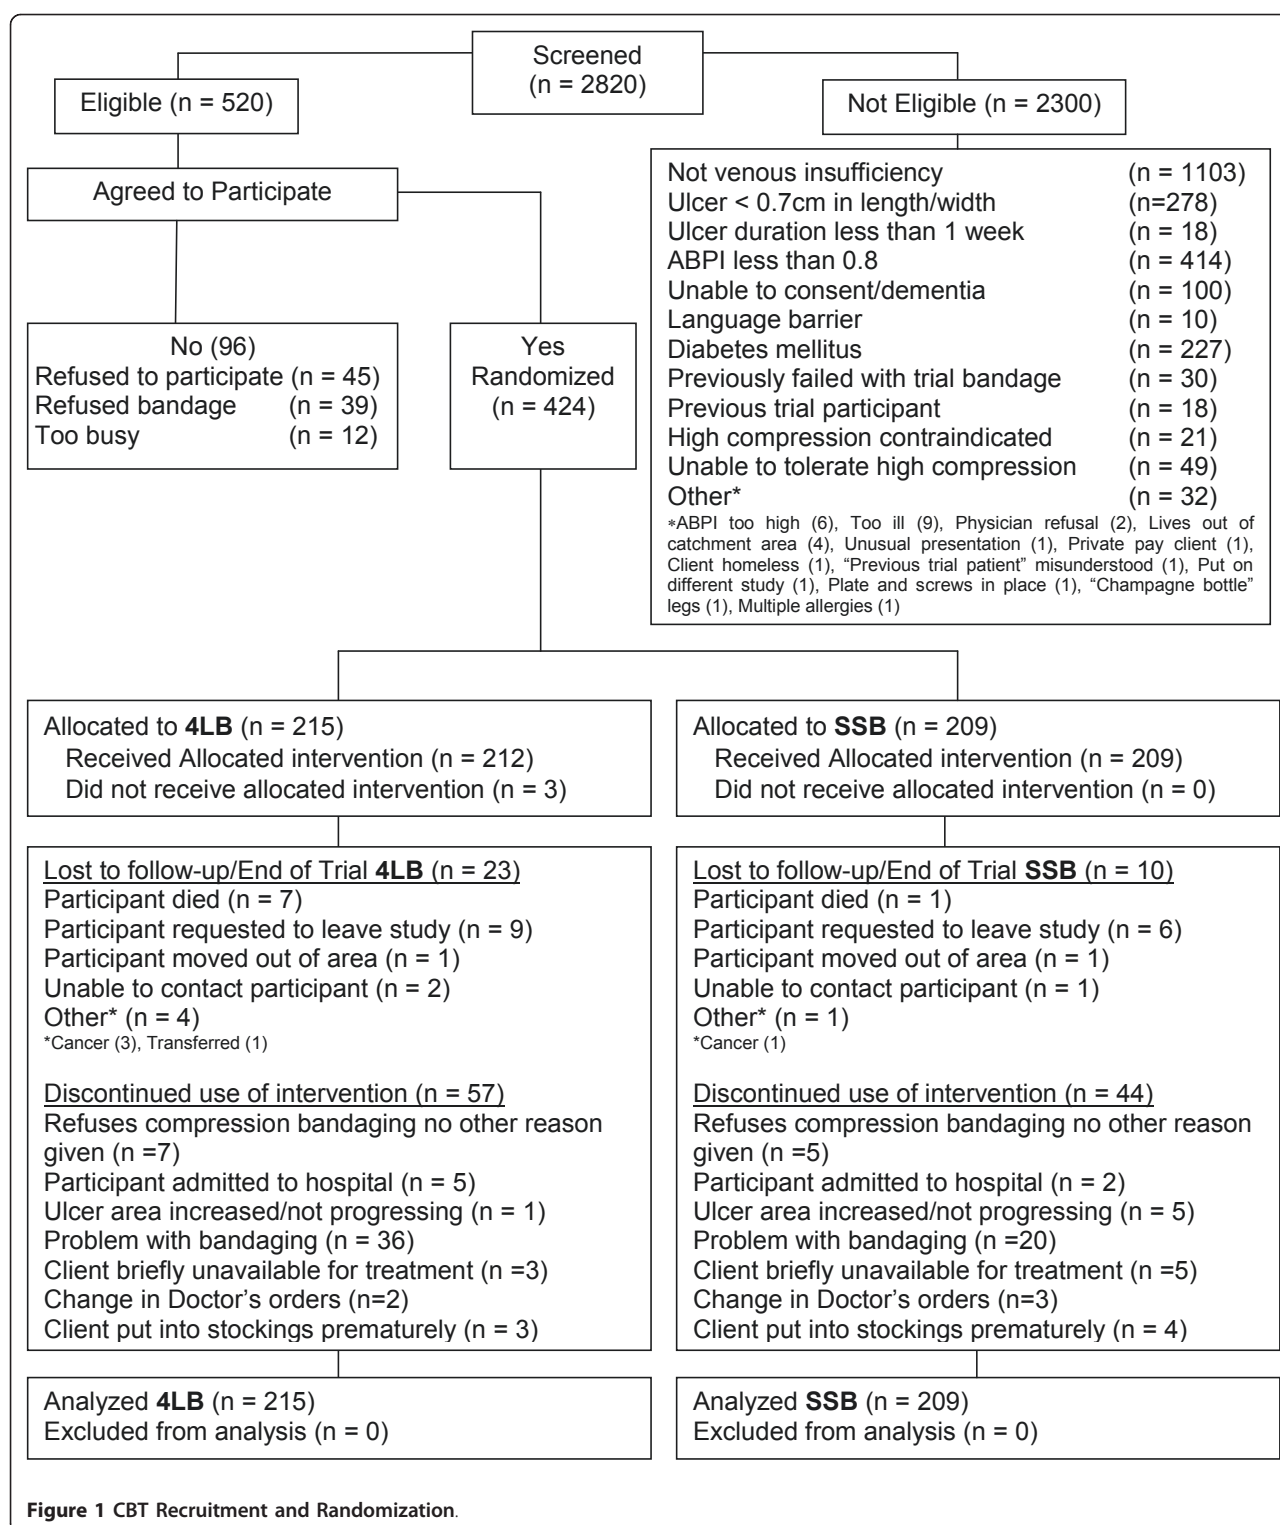 Screened
(n = 2820)
Eligible (n = 520)
Not Eligible (n = 2300)
Agreed to Participate
Not venous insufficiency (n = 1103)
Ulcer < 0.7cm in length/width (n=278)
Ulcer duration less than 1 week (n = 18)
ABPI less than 0.8 (n = 414)
Unable to consent/dementia (n = 100)
Language barrier (n = 10)
Diabetes mellitus (n = 227)
Previously failed with trial bandage (n = 30)
Previous trial participant (n = 18)
High compression contraindicated (n = 21)
Unable to tolerate high compression (n = 49)
Other* (n = 32)
*ABPI too high (6), Too ill (9), Physician refusal (2), Lives out of
catchment area (4), Unusual presentation (1), Private pay client (1),
Client homeless (1), “Previous trial patient” misunderstood (1), Put on
different study (1), Plate and screws in place (1), “Champagne bottle”
legs (1), Multiple allergies (1)
No (96)
Refused to participate (n = 45)
Refused bandage (n = 39)
Too busy (n = 12)
Yes
Randomized
(n = 424)
Allocated to 4LB (n = 215)
Received Allocated intervention (n = 212)
Did not receive allocated intervention (n = 3)
Allocated to SSB (n = 209)
Received Allocated intervention (n = 209)
Did not receive allocated intervention (n = 0)
Lost to follow-up/End of Trial 4LB (n = 23)
Participant died (n = 7)
Participant requested to leave study (n = 9)
Participant moved out of area (n = 1)
Unable to contact participant (n = 2)
Other* (n = 4)
*Cancer (3), Transferred (1)
Discontinued use of intervention (n = 57)
Refuses compression bandaging no other reason
given (n =7)
Participant admitted to hospital (n = 5)
Ulcer area increased/not progressing (n = 1)
Problem with bandaging (n = 36)
Client briefly unavailable for treatment (n =3)
Change in Doctor’s orders (n=2)
Client put into stockings prematurely (n = 3)
Lost to follow-up/End of Trial SSB (n = 10)
Participant died (n = 1)
Participant requested to leave study (n = 6)
Participant moved out of area (n = 1)
Unable to contact participant (n = 1)
Other* (n = 1)
*Cancer (1)
Discontinued use of intervention (n = 44)
Refuses compression bandaging no other reason
given (n =5)
Participant admitted to hospital (n = 2)
Ulcer area increased/not progressing (n = 5)
Problem with bandaging (n =20)
Client briefly unavailable for treatment (n =5)
Change in Doctor’s orders (n=3)
Client put into stockings prematurely (n = 4)
Analyzed 4LB (n = 215)
Excluded from analysis (n = 0)
Analyzed SSB (n = 209)
Excluded from analysis (n = 0)
Figure 1 CBT Recruitment and Randomization.